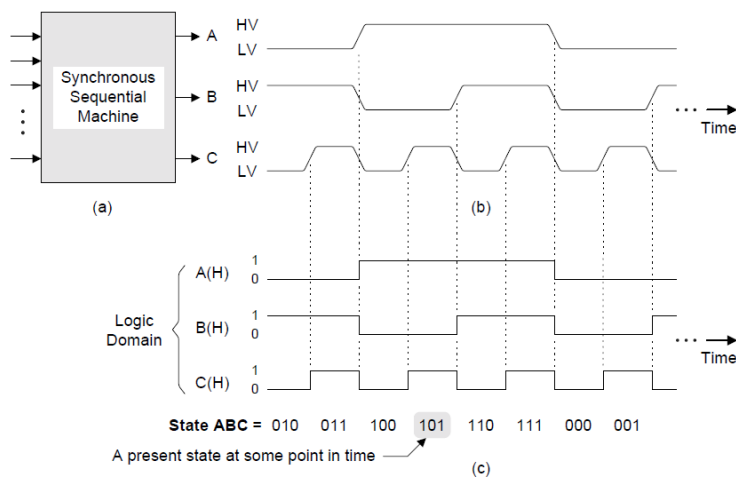 Synchronous
Sequential
Machine
A
B
C
(a)
HV
LV
HV
LV
HV
LV
Time
(b)
Logic
Domain
A(H)
1
0
B(H)
1
0
C(H)
1
0
Time
State ABC = 010 011 100 101 110 111 000 001
A present state at some point in time
(c)